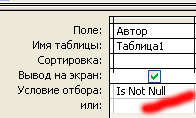 Поле: Автор
Имя таблицы: Таблица1
Сортировка:
Вывод на экран:
Условие отбора: Is Not Null
или: